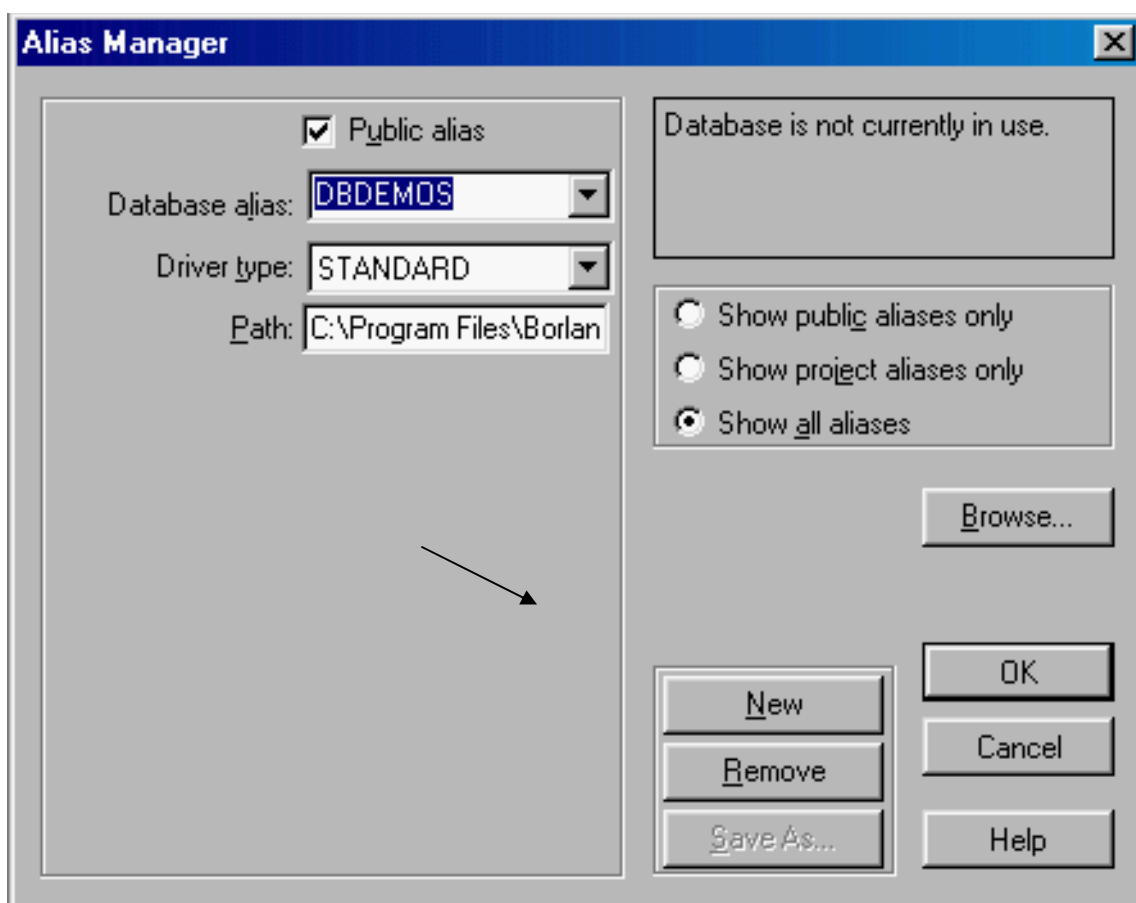 Alias Manager
Public alias
Database alias: DBDEMOS
Driver type: STANDARD
Path: C:\Program Files\Borlan
Database is not currently in use.
Show public aliases only
Show project aliases only
Show all aliases
Browse...
New
Remove
Save As...
OK
Cancel
Help